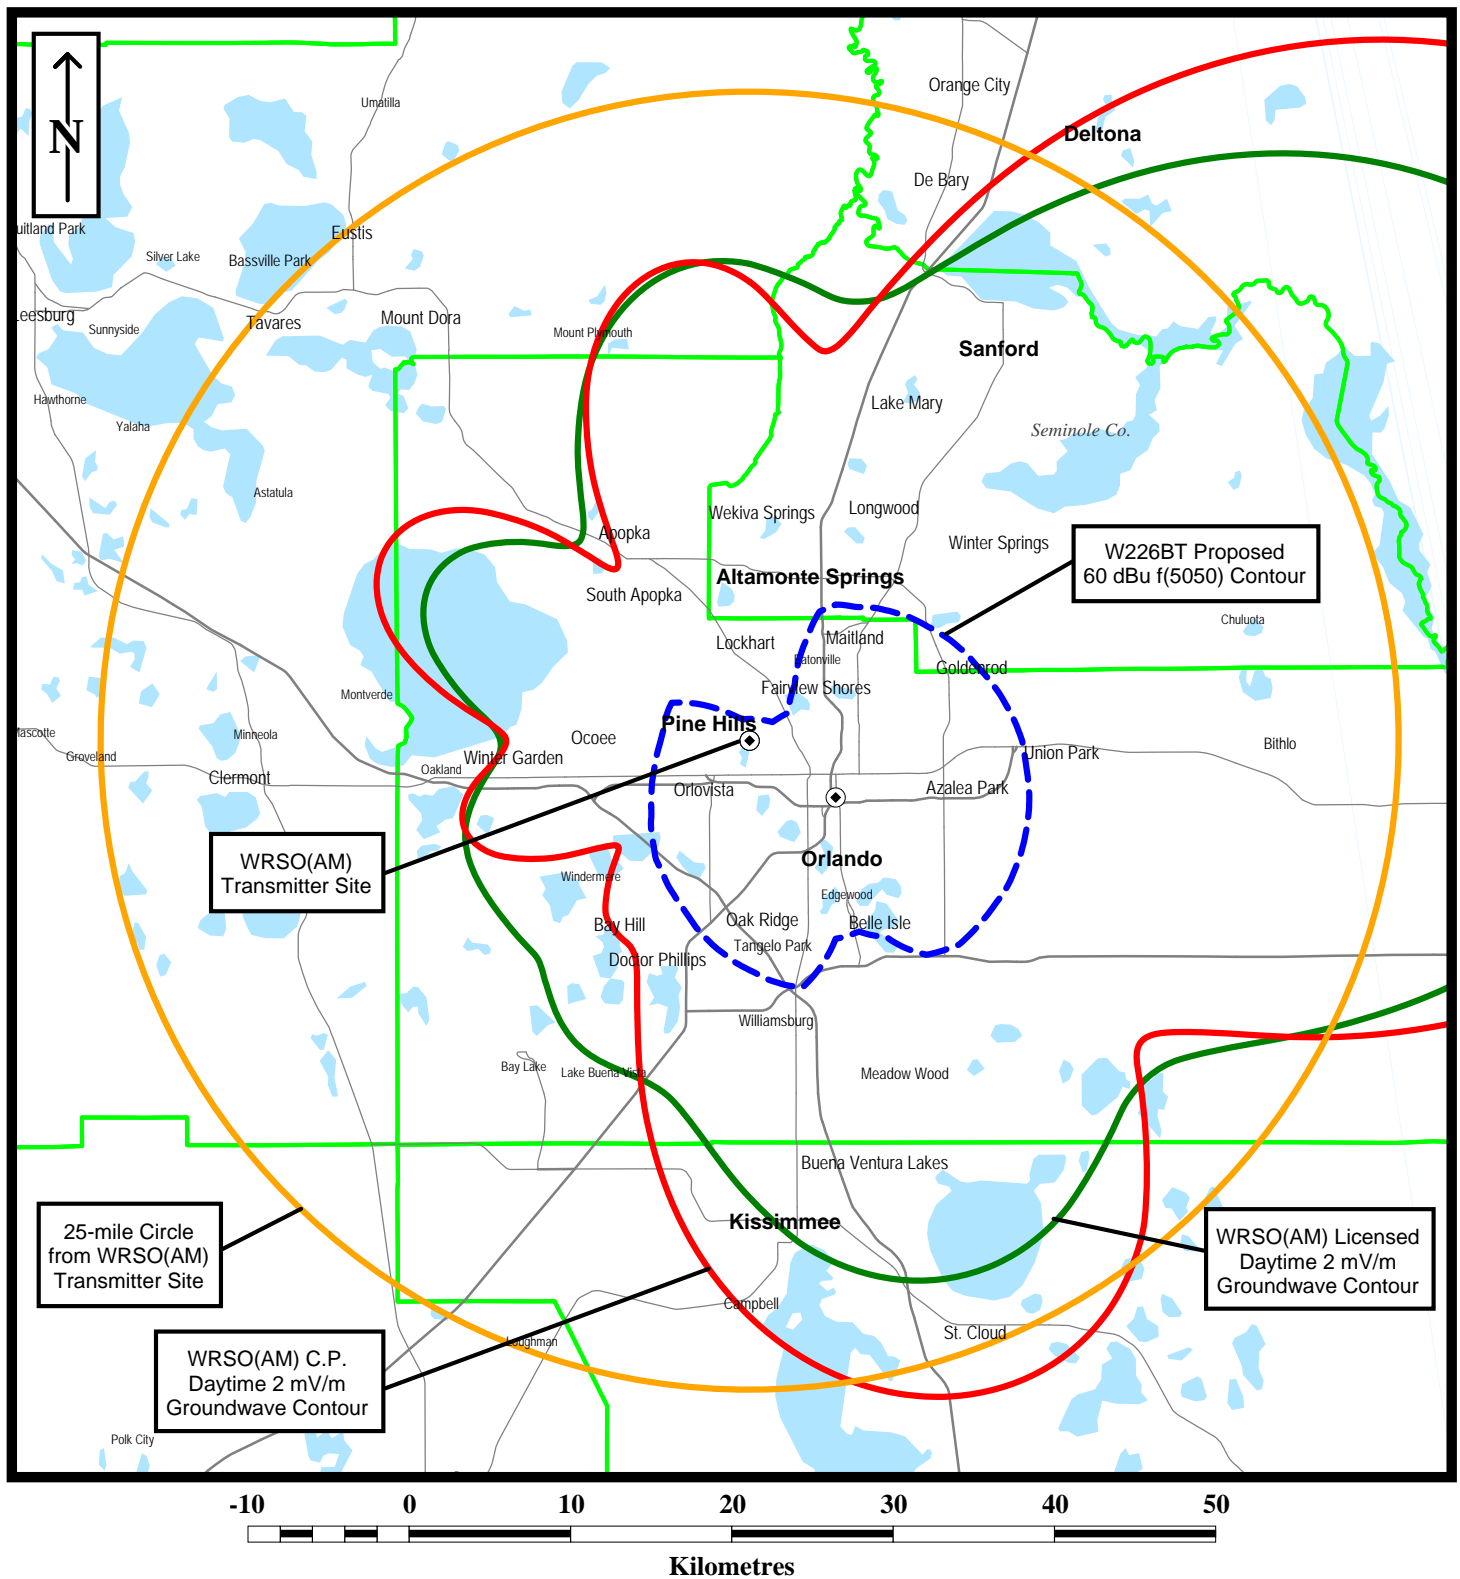 N
Umatilla
Orange City
Deltona
De Bary
uitland Park
Eustis
Silver Lake
Bassville Park
Leesburg
Sunnyside
Tavares
Mount Dora
Mount Plymouth
Sanford
Hawthorne
Yalaha
Lake Mary
Seminole Co.
Astatula
Wekiva Springs
Longwood
Apopka
Winter Springs
W226BT Proposed
60 dBu f(5050) Contour
Altamonte Springs
South Apopka
Chuluota
Lockhart
Maitland
Eatonville
Goldenrod
Montverde
Fairview Shores
Pine Hills
Mascotte
Minneola
Ocoee
Groveland
Winter Garden
Union Park
Bithlo
Clermont
Oakland
Orlovista
Azalea Park
WRSO(AM)
Transmitter Site
Orlando
Windermere
Edgewood
Bay Hill
Oak Ridge
Belle Isle
Tangelo Park
Doctor Phillips
Williamsburg
Bay Lake
Lake Buena Vista
Meadow Wood
Buena Ventura Lakes
25-mile Circle
from WRSO(AM)
Transmitter Site
Kissimmee
WRSO(AM) Licensed
Daytime 2 mV/m
Groundwave Contour
Campbell
St. Cloud
Loughman
WRSO(AM) C.P.
Daytime 2 mV/m
Groundwave Contour
Polk City
-10 0 10 20 30 40 50
Kilometres